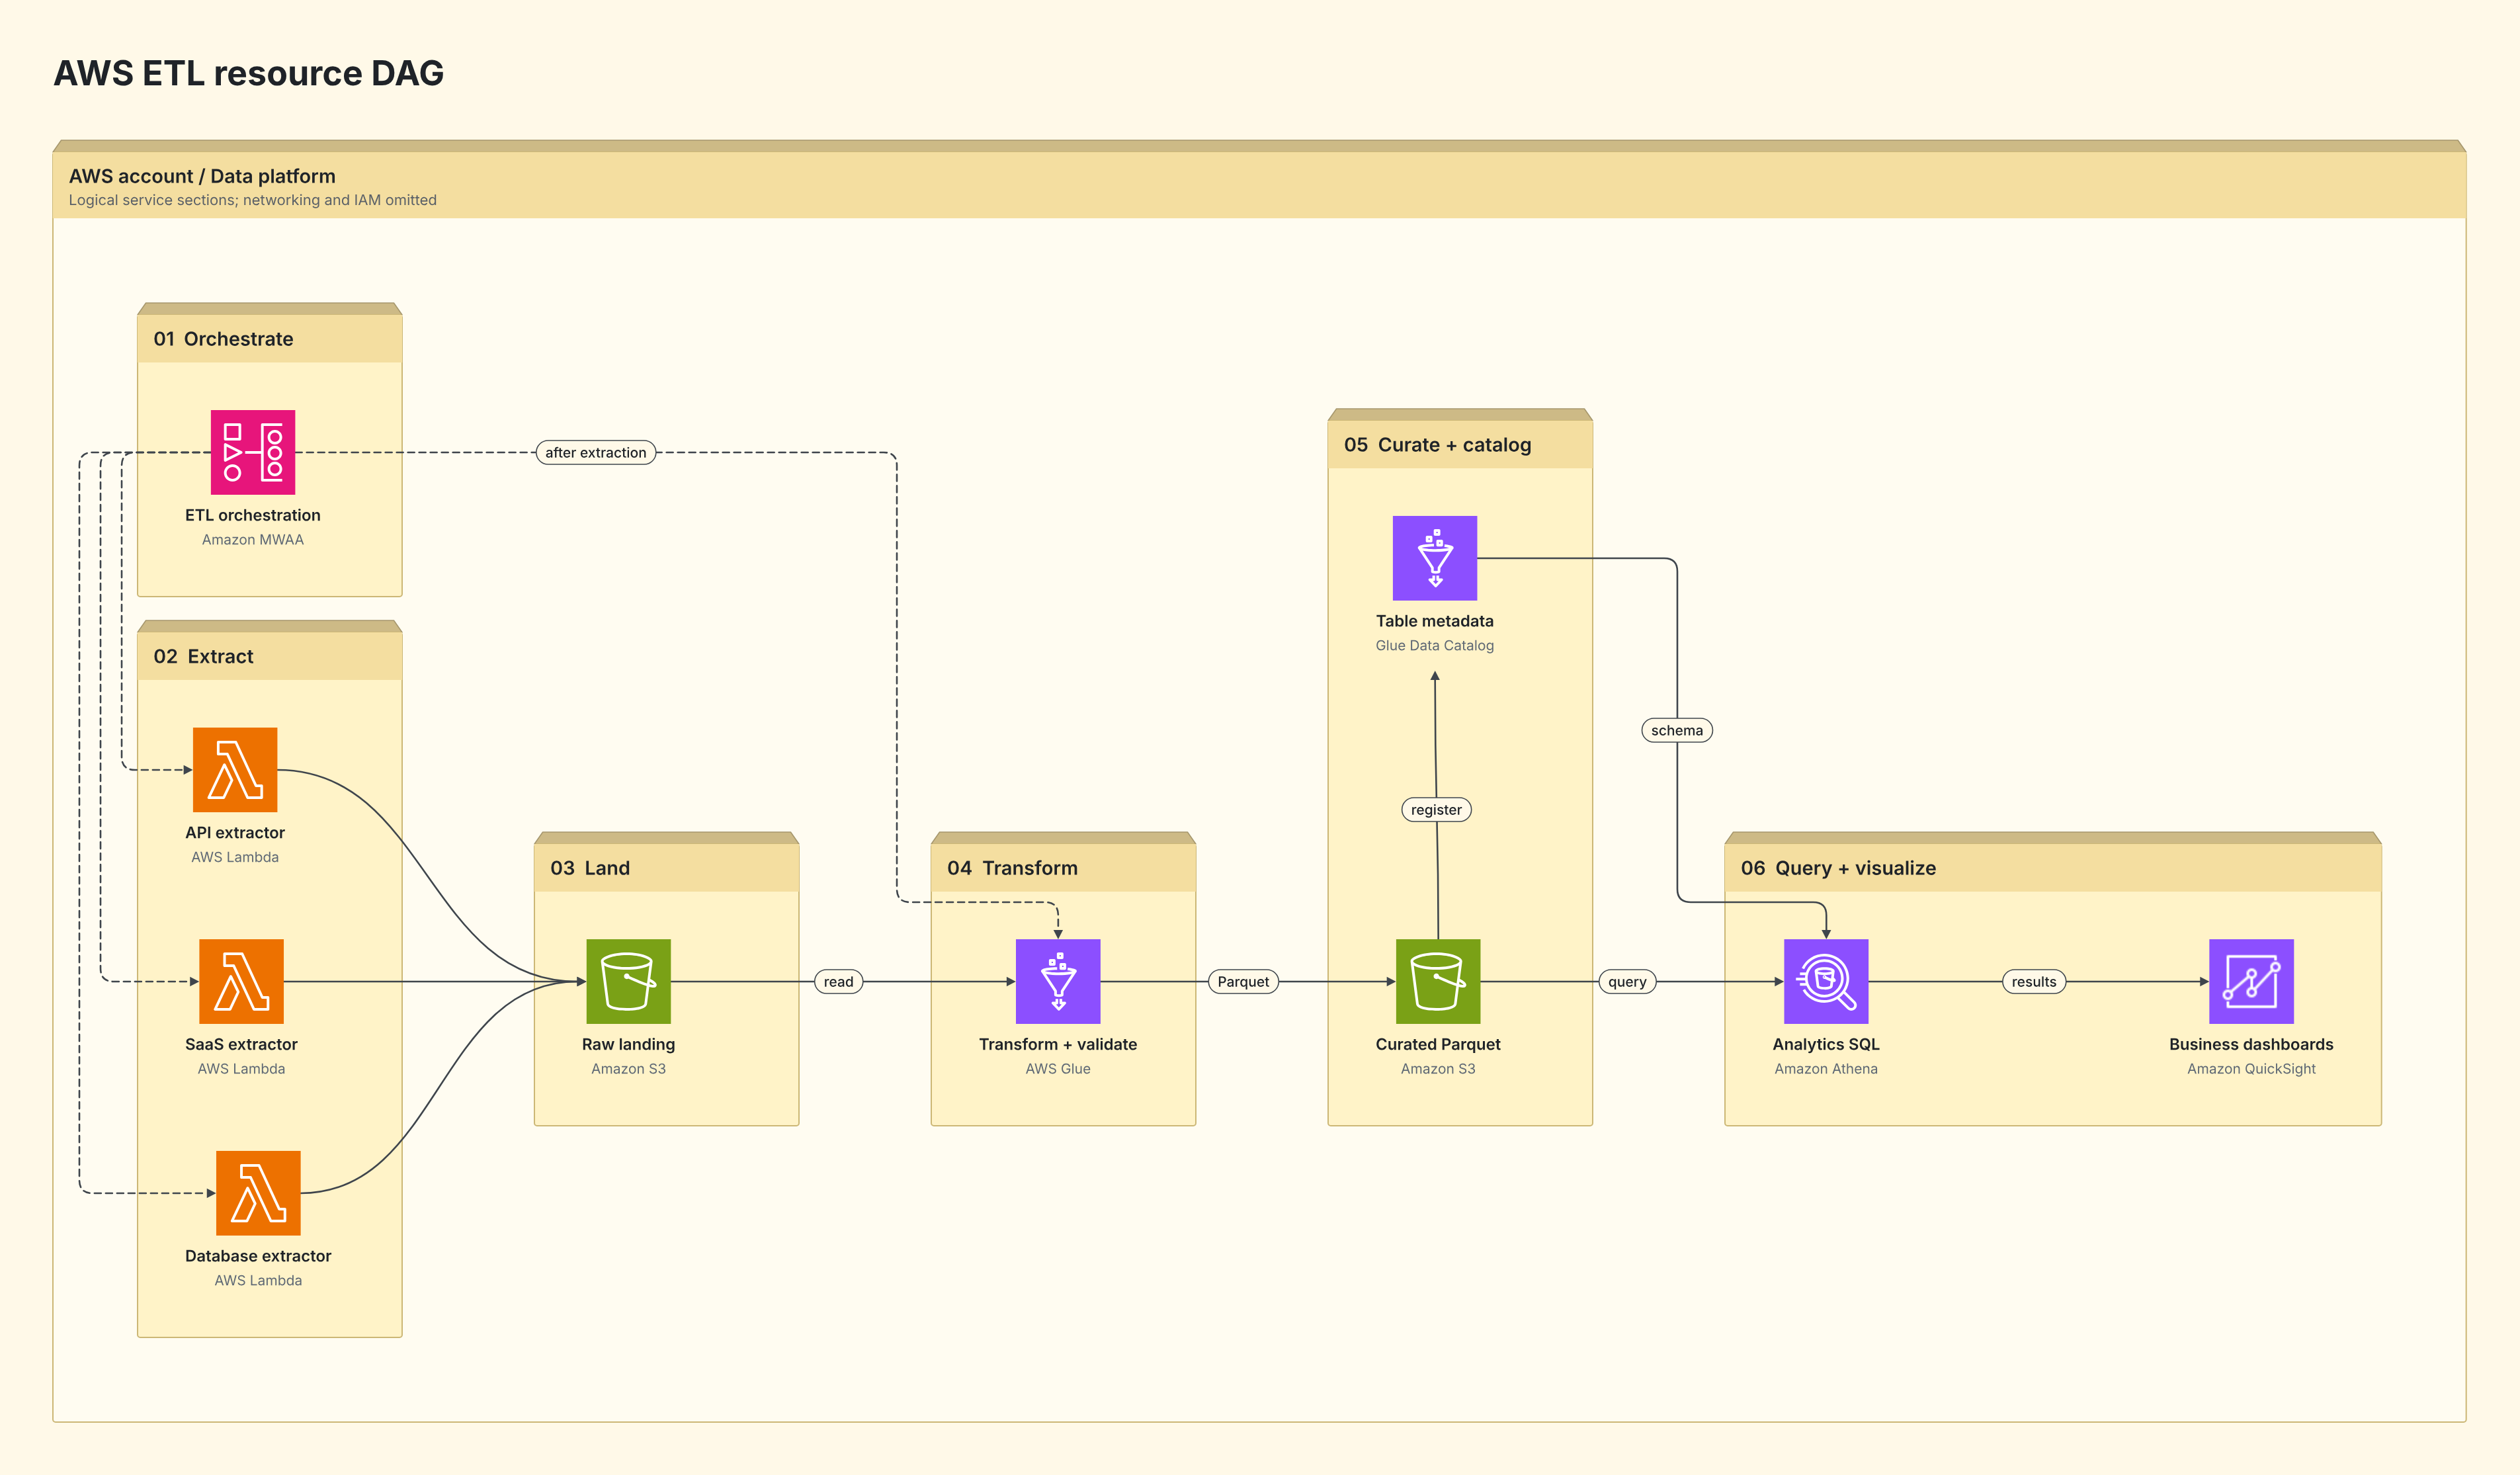 AWS ETL resource DAG
AWS account / Data platform
Logical service sections; networking and IAM omitted
01 Orchestrate
ETL orchestration
Amazon MWAA
after extraction
02 Extract
API extractor
AWS Lambda
SaaS extractor
AWS Lambda
Database extractor
AWS Lambda
03 Land
Raw landing
Amazon S3
read
04 Transform
Transform + validate
AWS Glue
Parquet
05 Curate + catalog
Table metadata
Glue Data Catalog
register
Curated Parquet
Amazon S3
schema
query
06 Query + visualize
Analytics SQL
Amazon Athena
results
Business dashboards
Amazon QuickSight